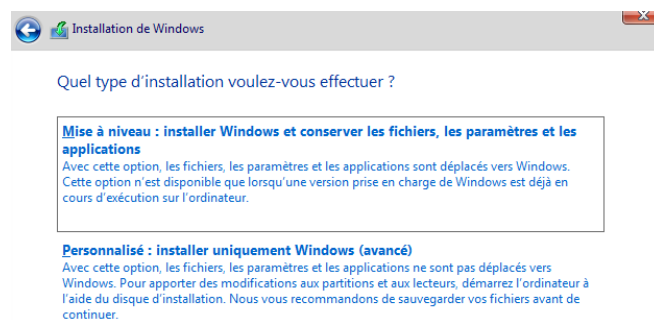 Installation de Windows
Quel type d'installation voulez-vous effectuer ?
Mise à niveau : installer Windows et conserver les fichiers, les paramètres et les
applications
Avec cette option, les fichiers, les paramètres et les applications sont déplacés vers Windows.
Cette option n'est disponible que lorsqu'une version prise en charge de Windows est déjà en
cours d'exécution sur l'ordinateur.
Personnalisé : installer uniquement Windows (avancé)
Avec cette option, les fichiers, les paramètres et les applications ne sont pas déplacés vers
Windows. Pour apporter des modifications aux partitions et aux lecteurs, démarrez l'ordinateur à
l'aide du disque d'installation. Nous vous recommandons de sauvegarder vos fichiers avant de
continuer.